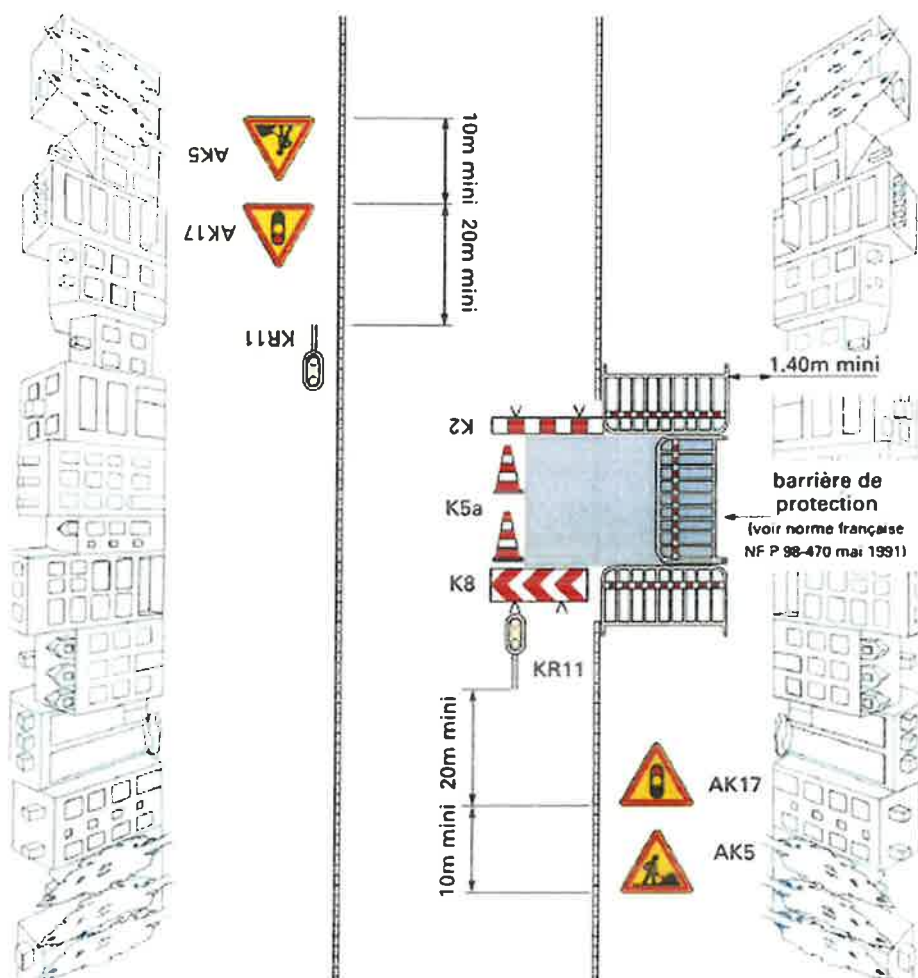 AK5
10m mini
AK17
20m mini
KR11
1.40m mini
K2
K5a
barrière de
protection
(voir norme française
NF P 98-470 mai 1991)
K8
KR11
20m mini
AK17
10m mini
AK5